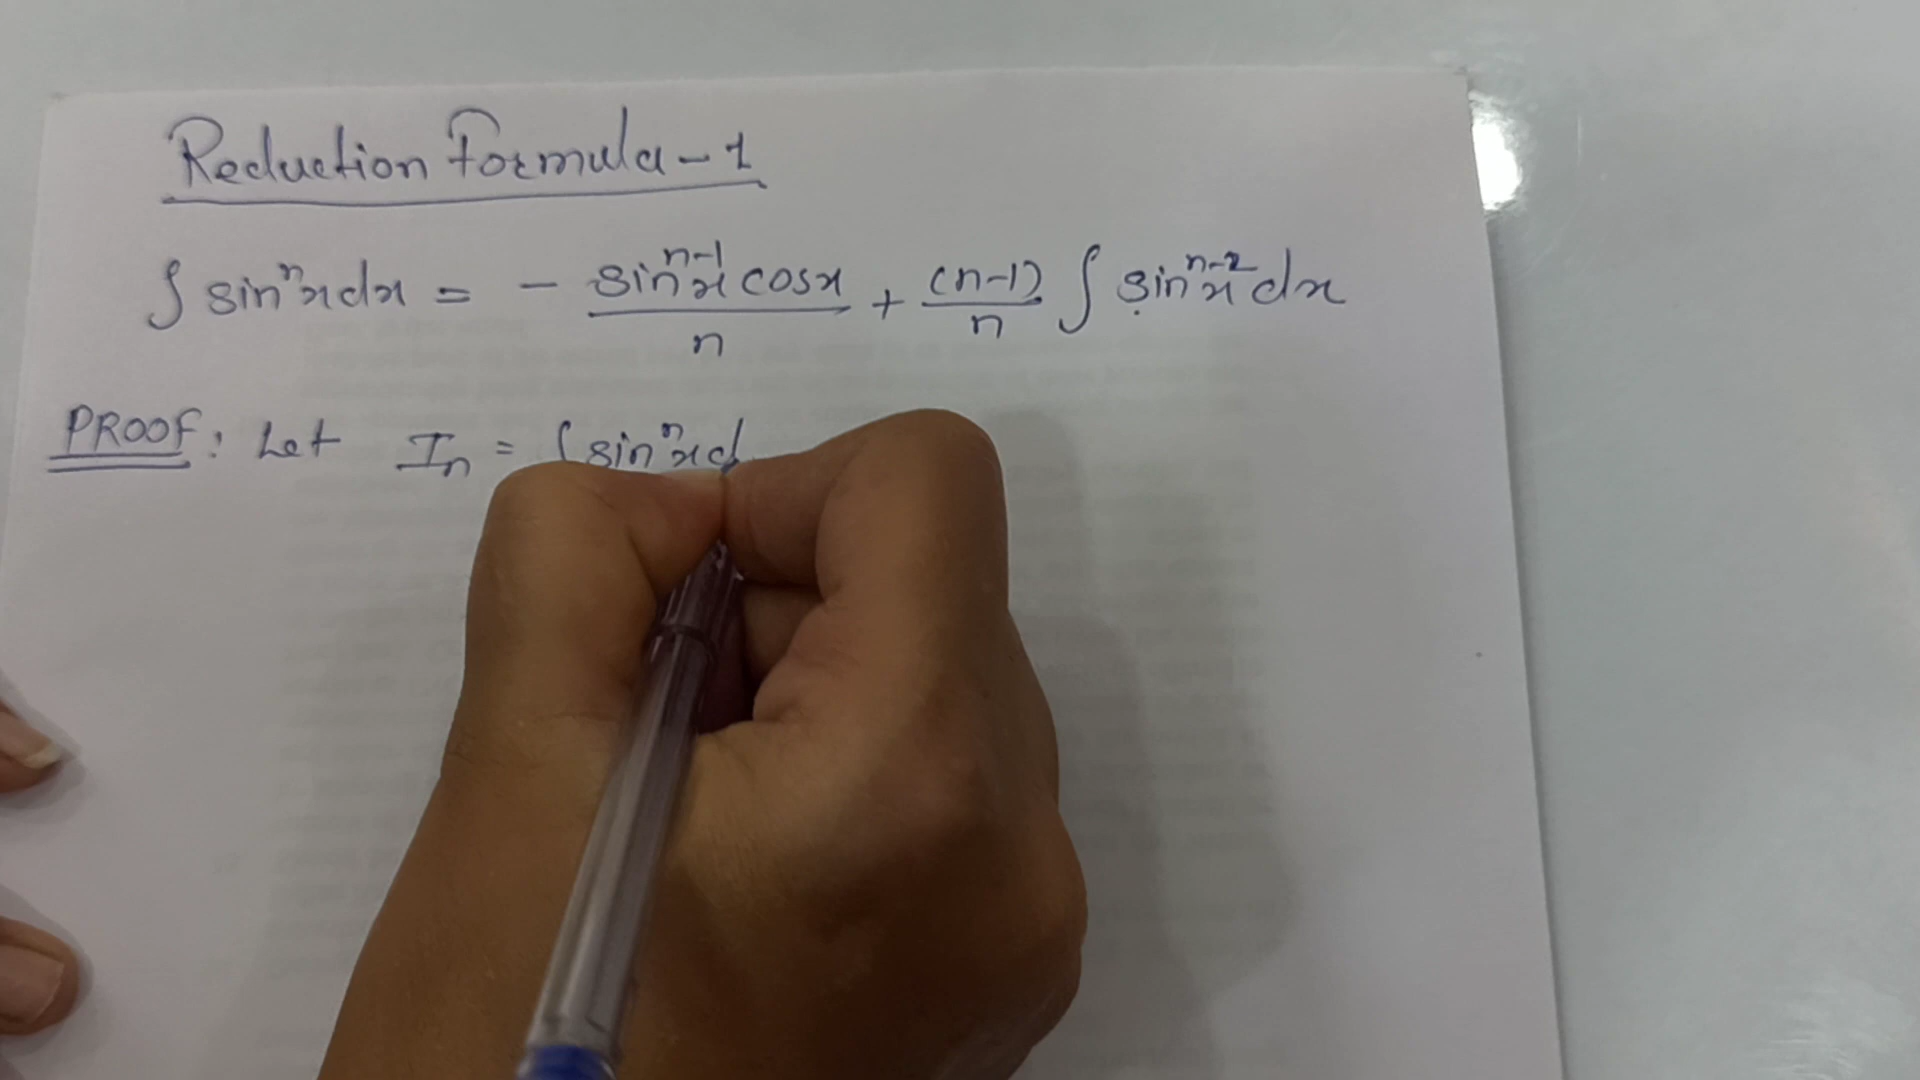 Reduction Formula - 1
∫ sinⁿx dx = - sinⁿ⁻¹x cosx / n + (n-1) / n ∫ sinⁿ⁻²x dx
PROOF: Let Iₙ = ∫ sinⁿx d